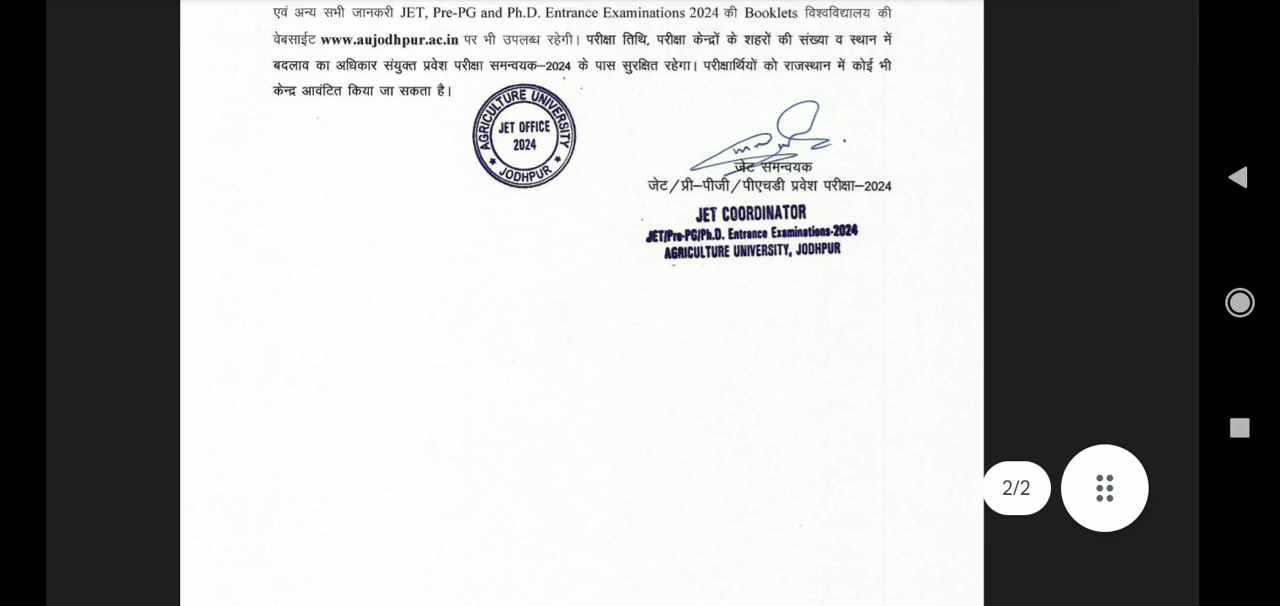 एवं अन्य सभी जानकरी JET, Pre-PG and Ph.D. Entrance Examinations 2024 की Booklets विश्वविद्यालय की
वेबसाईट www.aujodhpur.ac.in पर भी उपलब्ध रहेगी। परीक्षा तिथि, परीक्षा केन्द्रों के शहरों की संख्या व स्थान में
बदलाव का अधिकार संयुक्त प्रवेश परीक्षा समन्वयक–2024 के पास सुरक्षित रहेगा। परीक्षार्थियों को राजस्थान में कोई भी
केन्द्र आवंटित किया जा सकता है।
AGRICULTURE UNIVERSITY
JET OFFICE
2024
JODHPUR
जेट समन्वयक
जेट/प्री–पीजी/पीएचडी प्रवेश परीक्षा–2024
JET COORDINATOR
JET/Pre-PG/Ph.D. Entrance Examinations-2024
AGRICULTURE UNIVERSITY, JODHPUR
2/2